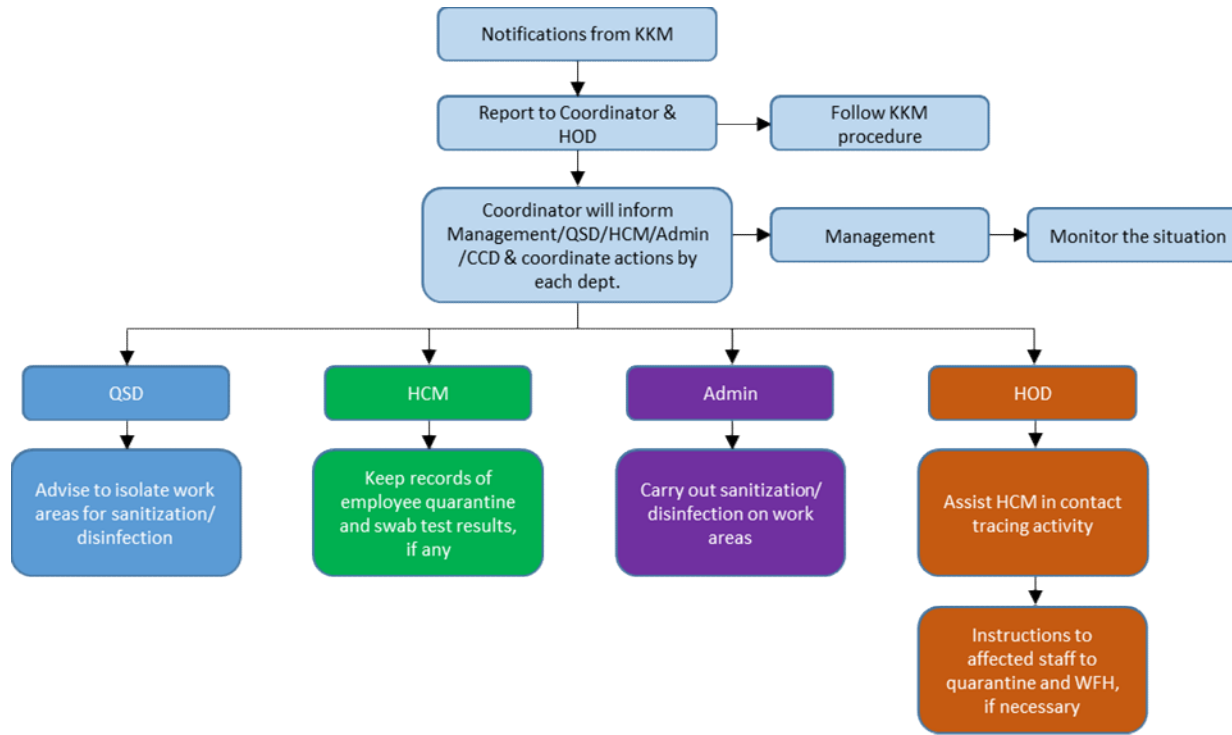 Notifications from KKM
Report to Coordinator &
HOD
Follow KKM
procedure
Coordinator will inform
Management/QSD/HCM/Admin
/CCD & coordinate actions by
each dept.
Management
Monitor the situation
QSD
HCM
Admin
HOD
Advise to isolate work
areas for sanitization/
disinfection
Keep records of
employee quarantine
and swab test results,
if any
Carry out sanitization/
disinfection on work
areas
Assist HCM in contact
tracing activity
Instructions to
affected staff to
quarantine and WFH,
if necessary